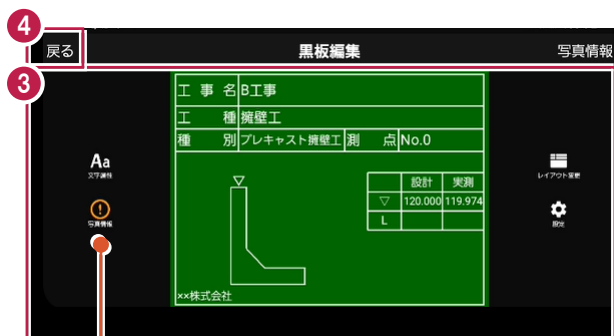 4
戻る 黒板編集 写真情報
3
工事名 B工事
工種 擁壁工
種別 プレキャスト擁壁工 測点 No.0
Aa
文字属性
写真情報
レイアウト変更
設定
設計 実測
▽ 120.000 119.974
L
××株式会社